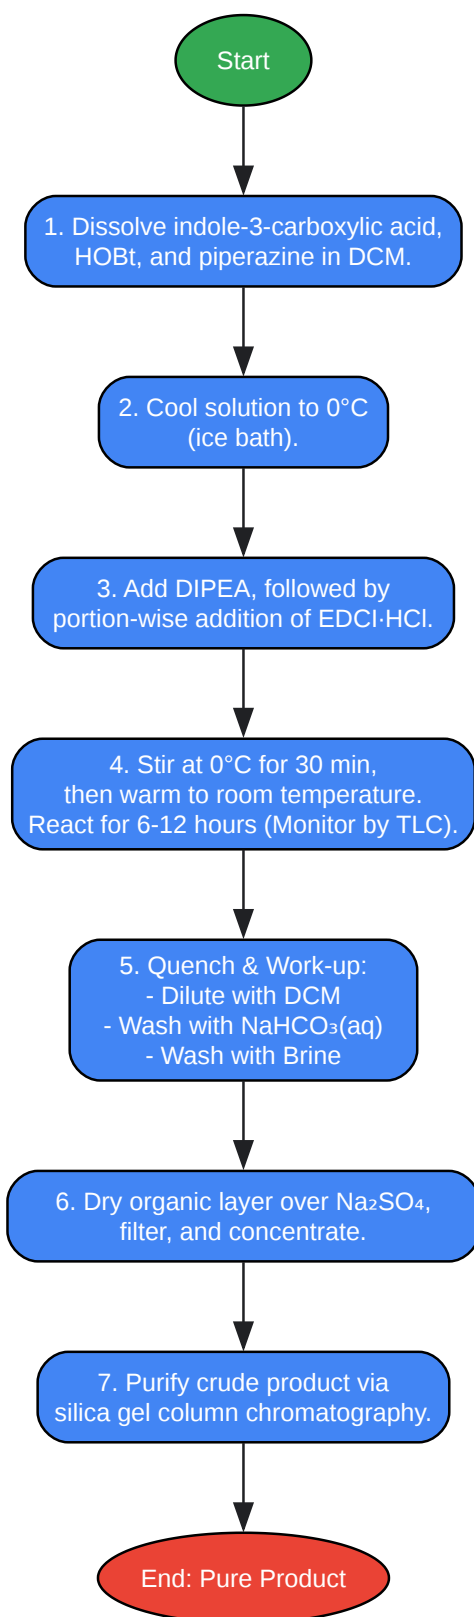 Start
1. Dissolve indole-3-carboxylic acid,
HOBt, and piperazine in DCM.
2. Cool solution to 0°C
(ice bath).
3. Add DIPEA, followed by
portion-wise addition of EDCI·HCl.
4. Stir at 0°C for 30 min,
then warm to room temperature.
React for 6-12 hours (Monitor by TLC).
5. Quench & Work-up:
- Dilute with DCM
- Wash with NaHCO₃(aq)
- Wash with Brine
6. Dry organic layer over Na₂SO₄,
filter, and concentrate.
7. Purify crude product via
silica gel column chromatography.
End: Pure Product